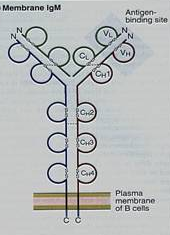 Membrane IgM
Antigen-
binding site
N
N
N
N
VL
VH
CL
CH1
CH2
CH3
CH4
Plasma
membrane
of B cells
C C